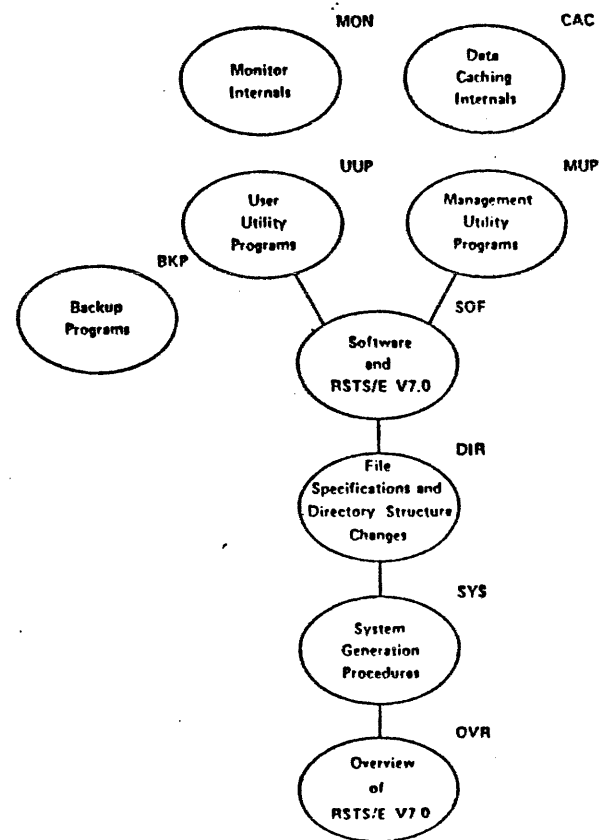 MON
Monitor
Internals
CAC
Data
Caching
Internals
UUP
User
Utility
Programs
MUP
Management
Utility
Programs
BKP
Backup
Programs
SOF
Software
and
RSTS/E V7.0
DIR
File
Specifications and
Directory Structure
Changes
SYS
System
Generation
Procedures
OVR
Overview
of
RSTS/E V7.0